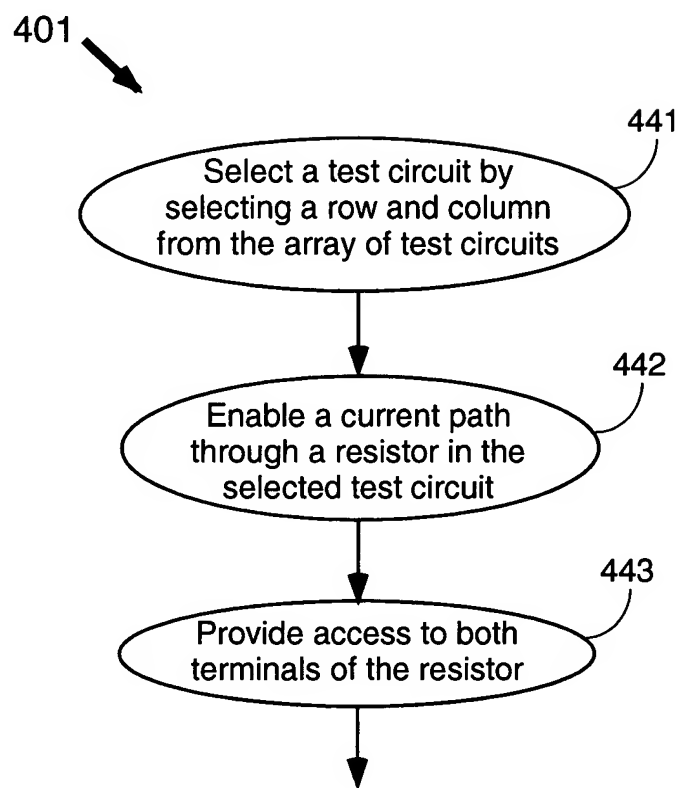 401
441
Select a test circuit by
selecting a row and column
from the array of test circuits
442
Enable a current path
through a resistor in the
selected test circuit
443
Provide access to both
terminals of the resistor